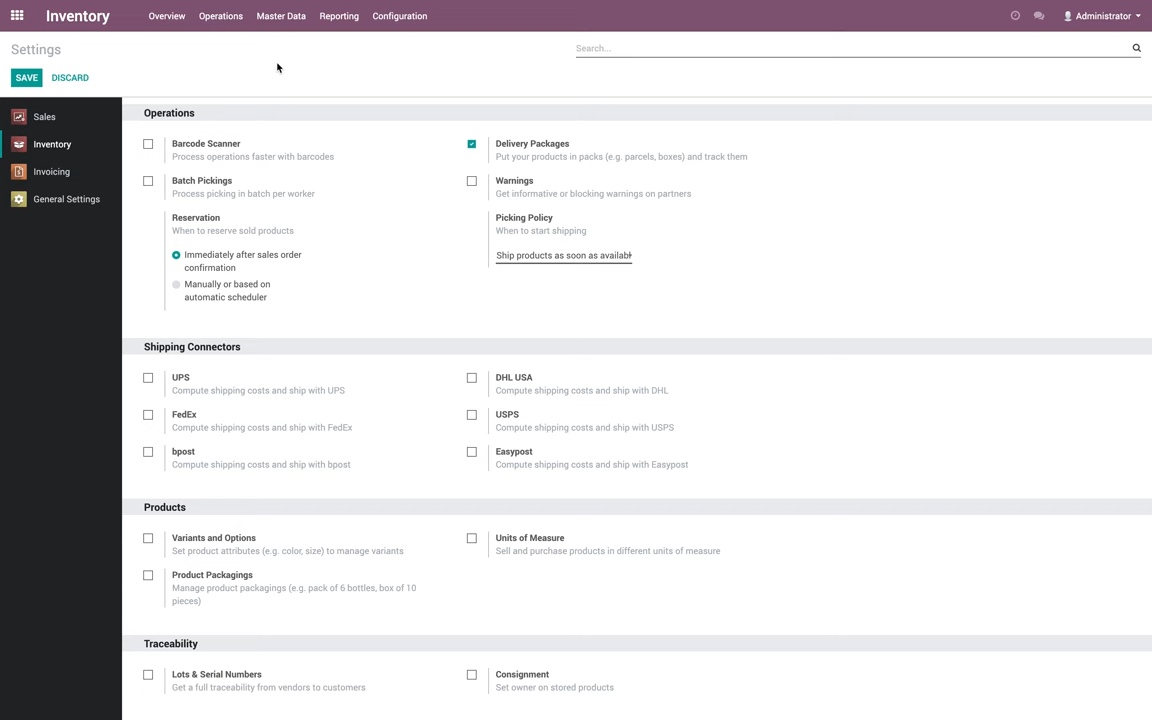 Inventory
Overview Operations Master Data Reporting Configuration
Administrator
Settings
Search...
SAVE DISCARD
Sales
Inventory
Invoicing
General Settings
Operations
Barcode Scanner
Process operations faster with barcodes
Delivery Packages
Put your products in packs (e.g. parcels, boxes) and track them
Batch Pickings
Process picking in batch per worker
Warnings
Get informative or blocking warnings on partners
Reservation
When to reserve sold products
Immediately after sales order
confirmation
Manually or based on
automatic scheduler
Picking Policy
When to start shipping
Ship products as soon as availabl
Shipping Connectors
UPS
Compute shipping costs and ship with UPS
DHL USA
Compute shipping costs and ship with DHL
FedEx
Compute shipping costs and ship with FedEx
USPS
Compute shipping costs and ship with USPS
bpost
Compute shipping costs and ship with bpost
Easypost
Compute shipping costs and ship with Easypost
Products
Variants and Options
Set product attributes (e.g. color, size) to manage variants
Units of Measure
Sell and purchase products in different units of measure
Product Packagings
Manage product packagings (e.g. pack of 6 bottles, box of 10
pieces)
Traceability
Lots & Serial Numbers
Get a full traceability from vendors to customers
Consignment
Set owner on stored products